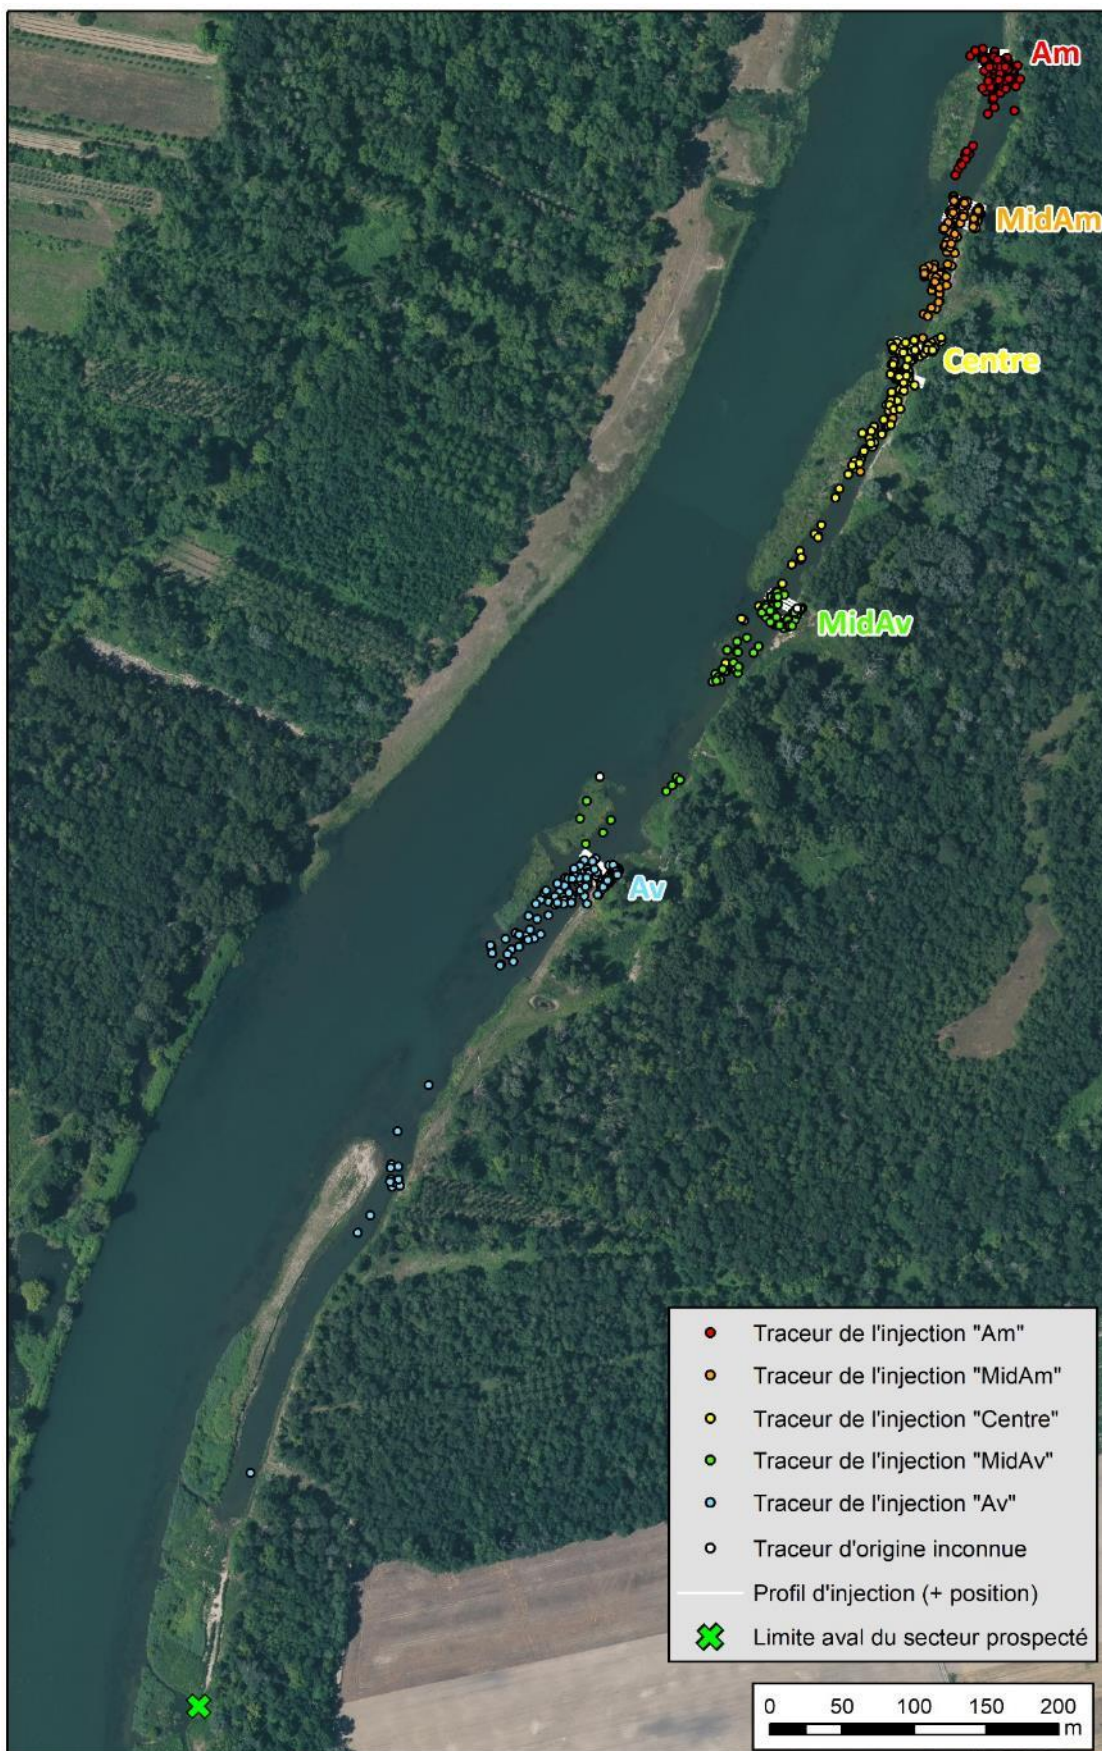 Am
MidAm
Centre
MidAv
Av
Traceur de l'injection "Am"
Traceur de l'injection "MidAm"
Traceur de l'injection "Centre"
Traceur de l'injection "MidAv"
Traceur de l'injection "Av"
Traceur d'origine inconnue
Profil d'injection (+ position)
Limite aval du secteur prospecté
0 50 100 150 200
m